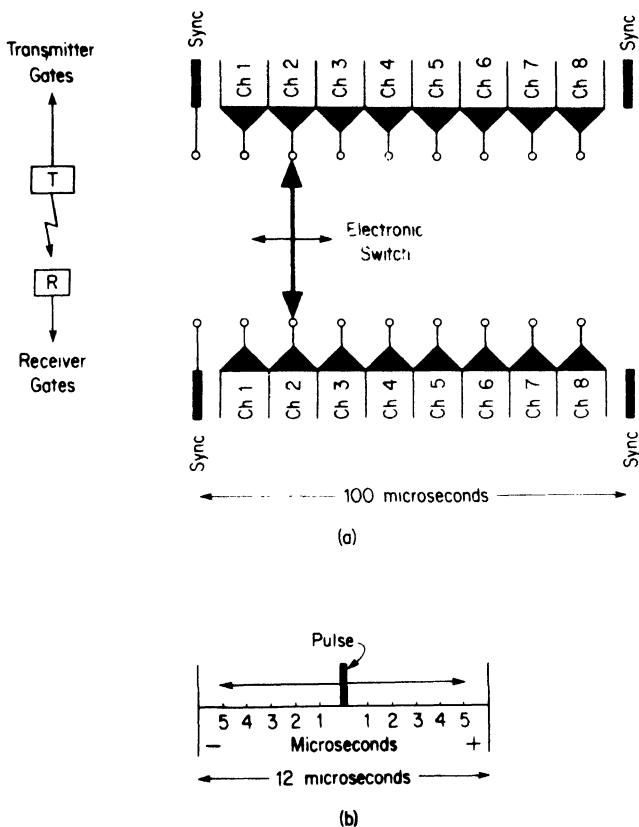 Transmitter
Gates
T
R
Receiver
Gates
Sync
Ch 1
Ch 2
Ch 3
Ch 4
Ch 5
Ch 6
Ch 7
Ch 8
Sync
Electronic
Switch
Ch 1
Ch 2
Ch 3
Ch 4
Ch 5
Ch 6
Ch 7
Ch 8
Sync
Sync
100 microseconds
(a)
Pulse
5 4 3 2 1 1 2 3 4 5
− Microseconds +
12 microseconds
(b)